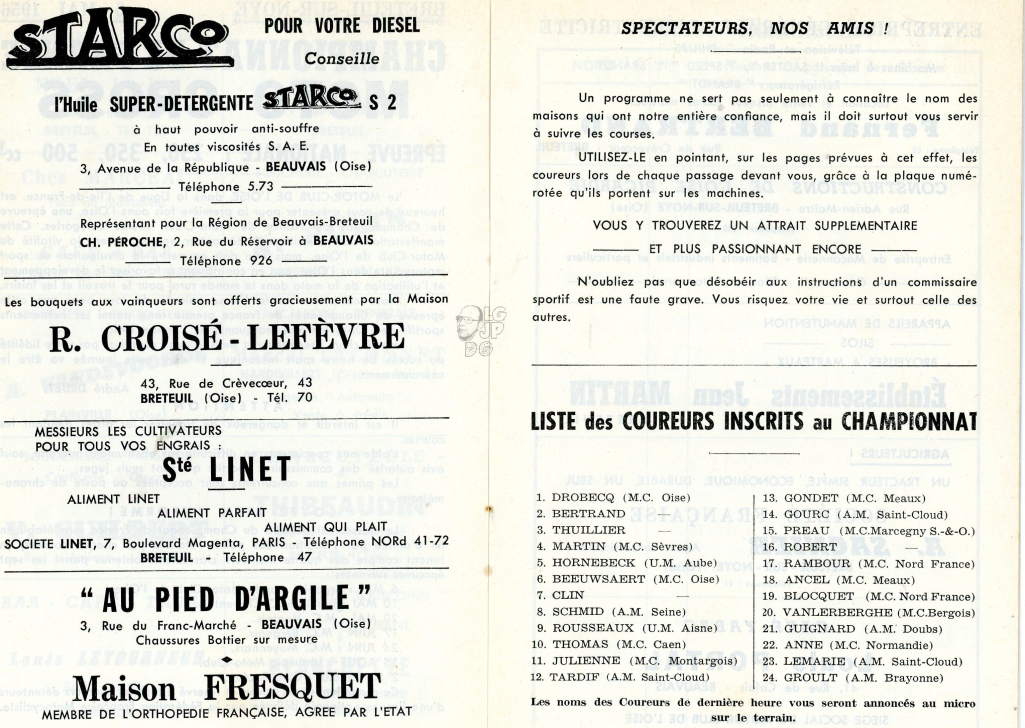 STARCO
POUR VOTRE DIESEL
Conseille
l'Huile SUPER-DETERGENTE STARCO S 2
à haut pouvoir anti-souffre
En toutes viscosités S. A. E.
3, Avenue de la République - BEAUVAIS (Oise)
Téléphone 5.73
Représentant pour la Région de Beauvais-Breteuil
CH. PÉROCHE, 2, Rue du Réservoir à BEAUVAIS
Téléphone 926
Les bouquets aux vainqueurs sont offerts gracieusement par la Maison
R. CROISÉ - LEFÈVRE
43, Rue de Crèvecœur, 43
BRETEUIL (Oise) - Tél. 70
MESSIEURS LES CULTIVATEURS
POUR TOUS VOS ENGRAIS :
Sté LINET
ALIMENT LINET
ALIMENT PARFAIT
ALIMENT QUI PLAIT
SOCIETE LINET, 7, Boulevard Magenta, PARIS - Téléphone NORd 41-72
BRETEUIL - Téléphone 47
" AU PIED D'ARGILE "
3, Rue du Franc-Marché - BEAUVAIS (Oise)
Chaussures Bottier sur mesure
Maison FRESQUET
MEMBRE DE L'ORTHOPEDIE FRANÇAISE, AGREE PAR L'ETAT
LG
JP
DG
SPECTATEURS, NOS AMIS !
Un programme ne sert pas seulement à connaître le nom des
maisons qui ont notre entière confiance, mais il doit surtout vous servir
à suivre les courses.
UTILISEZ-LE en pointant, sur les pages prévues à cet effet, les
coureurs lors de chaque passage devant vous, grâce à la plaque numé-
rotée qu'ils portent sur les machines.
VOUS Y TROUVEREZ UN ATTRAIT SUPPLEMENTAIRE
ET PLUS PASSIONNANT ENCORE
N'oubliez pas que désobéir aux instructions d'un commissaire
sportif est une faute grave. Vous risquez votre vie et surtout celle des
autres.
LISTE des COUREURS INSCRITS au CHAMPIONNAT
1. DROBECQ (M.C. Oise)
2. BERTRAND —
3. THUILLIER —
4. MARTIN (M.C. Sèvres)
5. HORNEBECK (U.M. Aube)
6. BEEUWSAERT (M.C. Oise)
7. CLIN —
8. SCHMID (A.M. Seine)
9. ROUSSEAUX (U.M. Aisne)
10. THOMAS (M.C. Caen)
11. JULIENNE (M.C. Montargois)
12. TARDIF (A.M. Saint-Cloud)
13. GONDET (M.C. Meaux)
14. GOURC (A.M. Saint-Cloud)
15. PREAU (M.C.Marcegny S.-&-O.)
16. ROBERT —
17. RAMBOUR (M.C. Nord France)
18. ANCEL (M.C. Meaux)
19. BLOCQUET (M.C. Nord France)
20. VANLERBERGHE (M.C.Bergois)
21. GUIGNARD (A.M. Doubs)
22. ANNE (M.C. Normandie)
23. LEMARIE (A.M. Saint-Cloud)
24. GROULT (A.M. Brayonne)
Les noms des Coureurs de dernière heure vous seront annoncés au micro
sur le terrain.